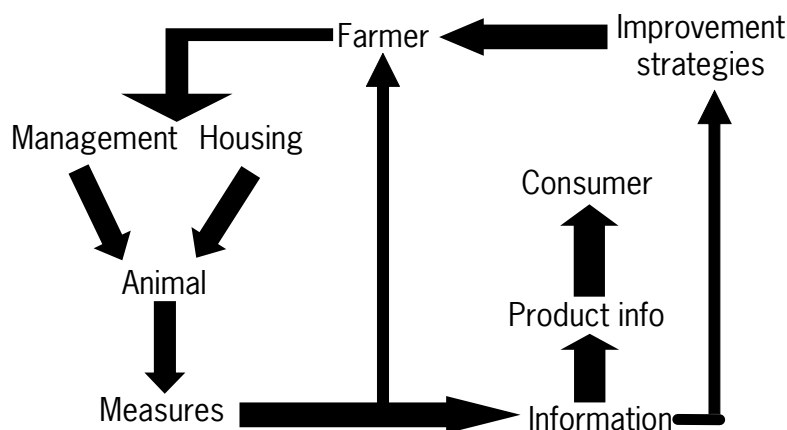 Farmer
Improvement
strategies
Management Housing
Consumer
Animal
Product info
Measures
Information